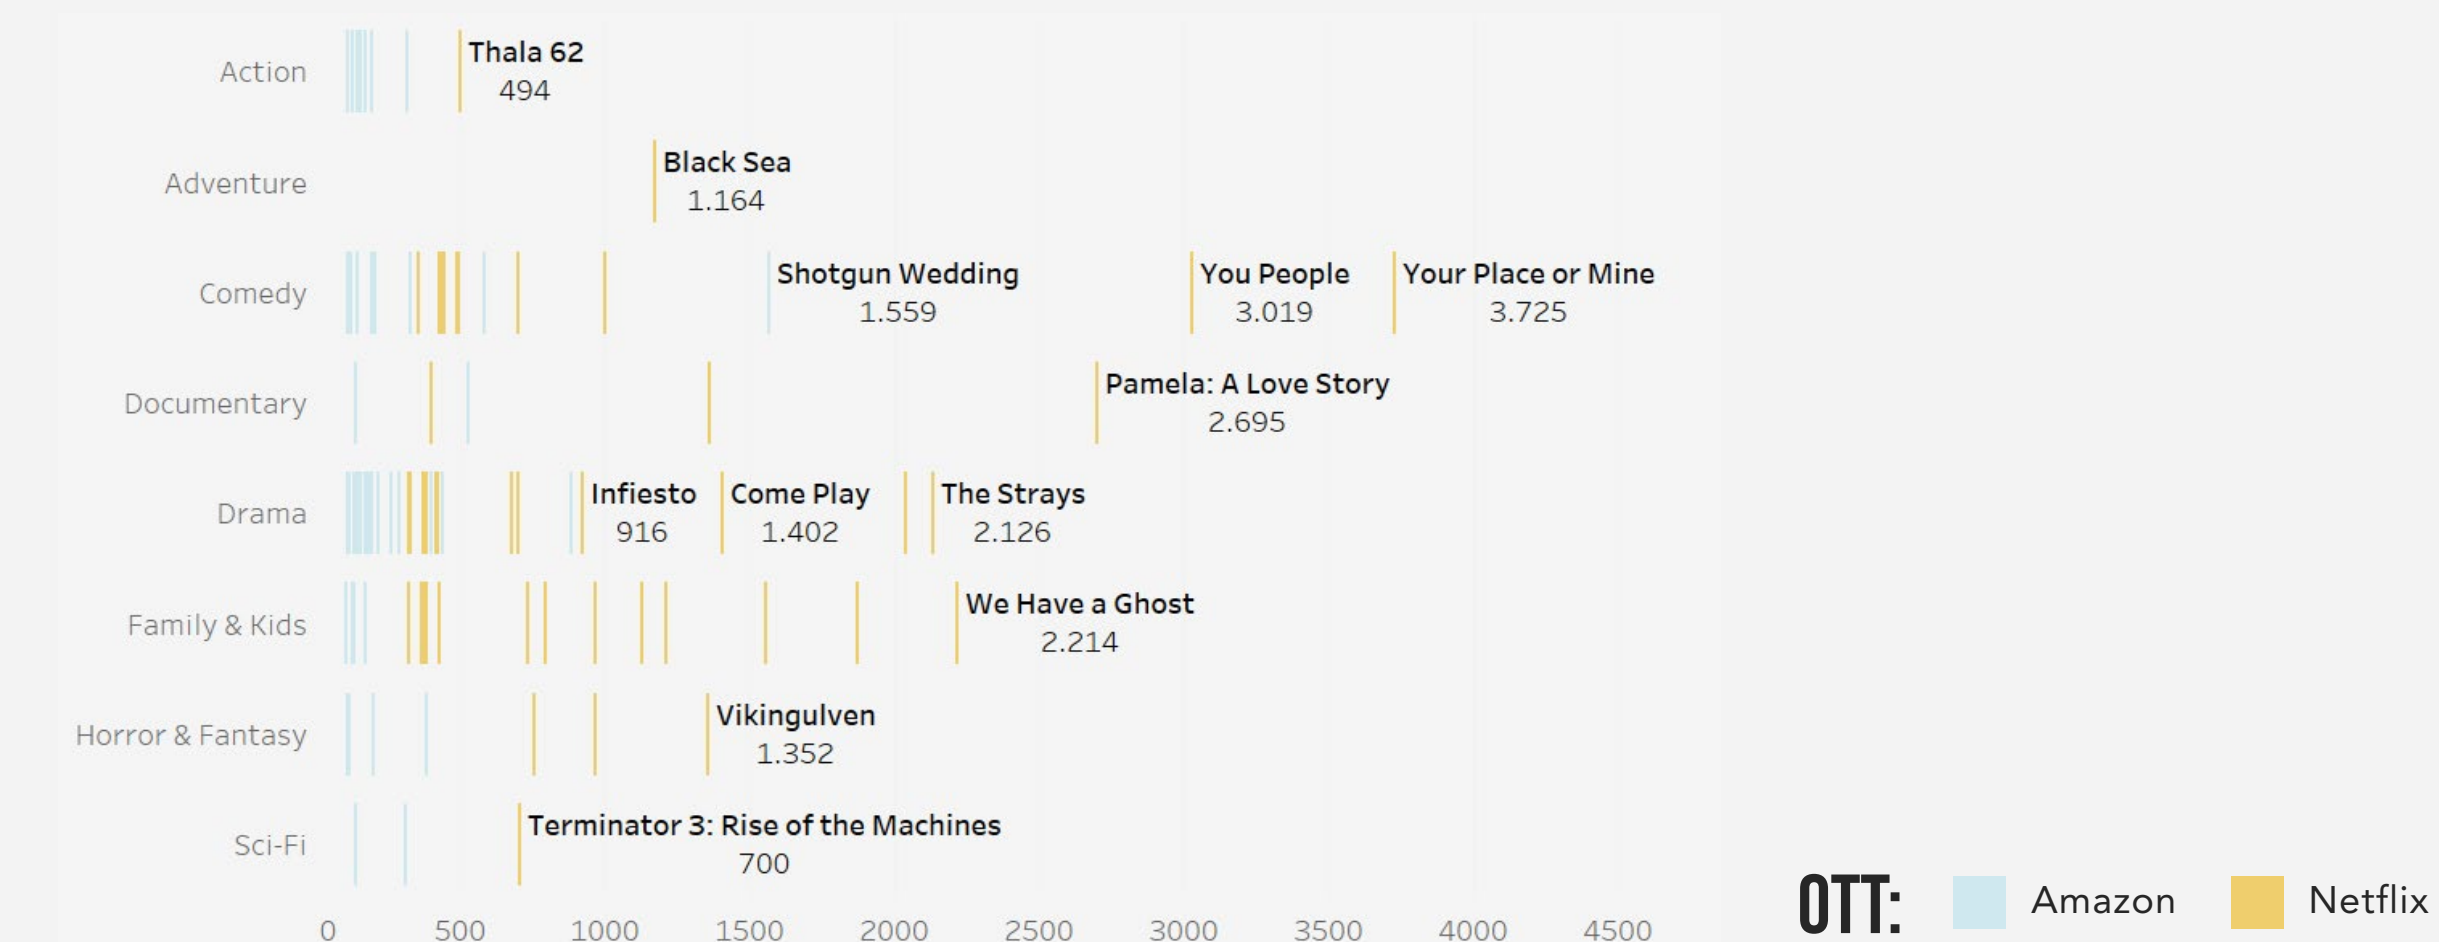 Action
Thala 62
494
Adventure
Black Sea
1.164
Comedy
Shotgun Wedding
1.559
You People
3.019
Your Place or Mine
3.725
Documentary
Pamela: A Love Story
2.695
Drama
Infiesto
916
Come Play
1.402
The Strays
2.126
Family & Kids
We Have a Ghost
2.214
Horror & Fantasy
Vikingulven
1.352
Sci-Fi
Terminator 3: Rise of the Machines
700
0 500 1000 1500 2000 2500 3000 3500 4000 4500
OTT: Amazon Netflix